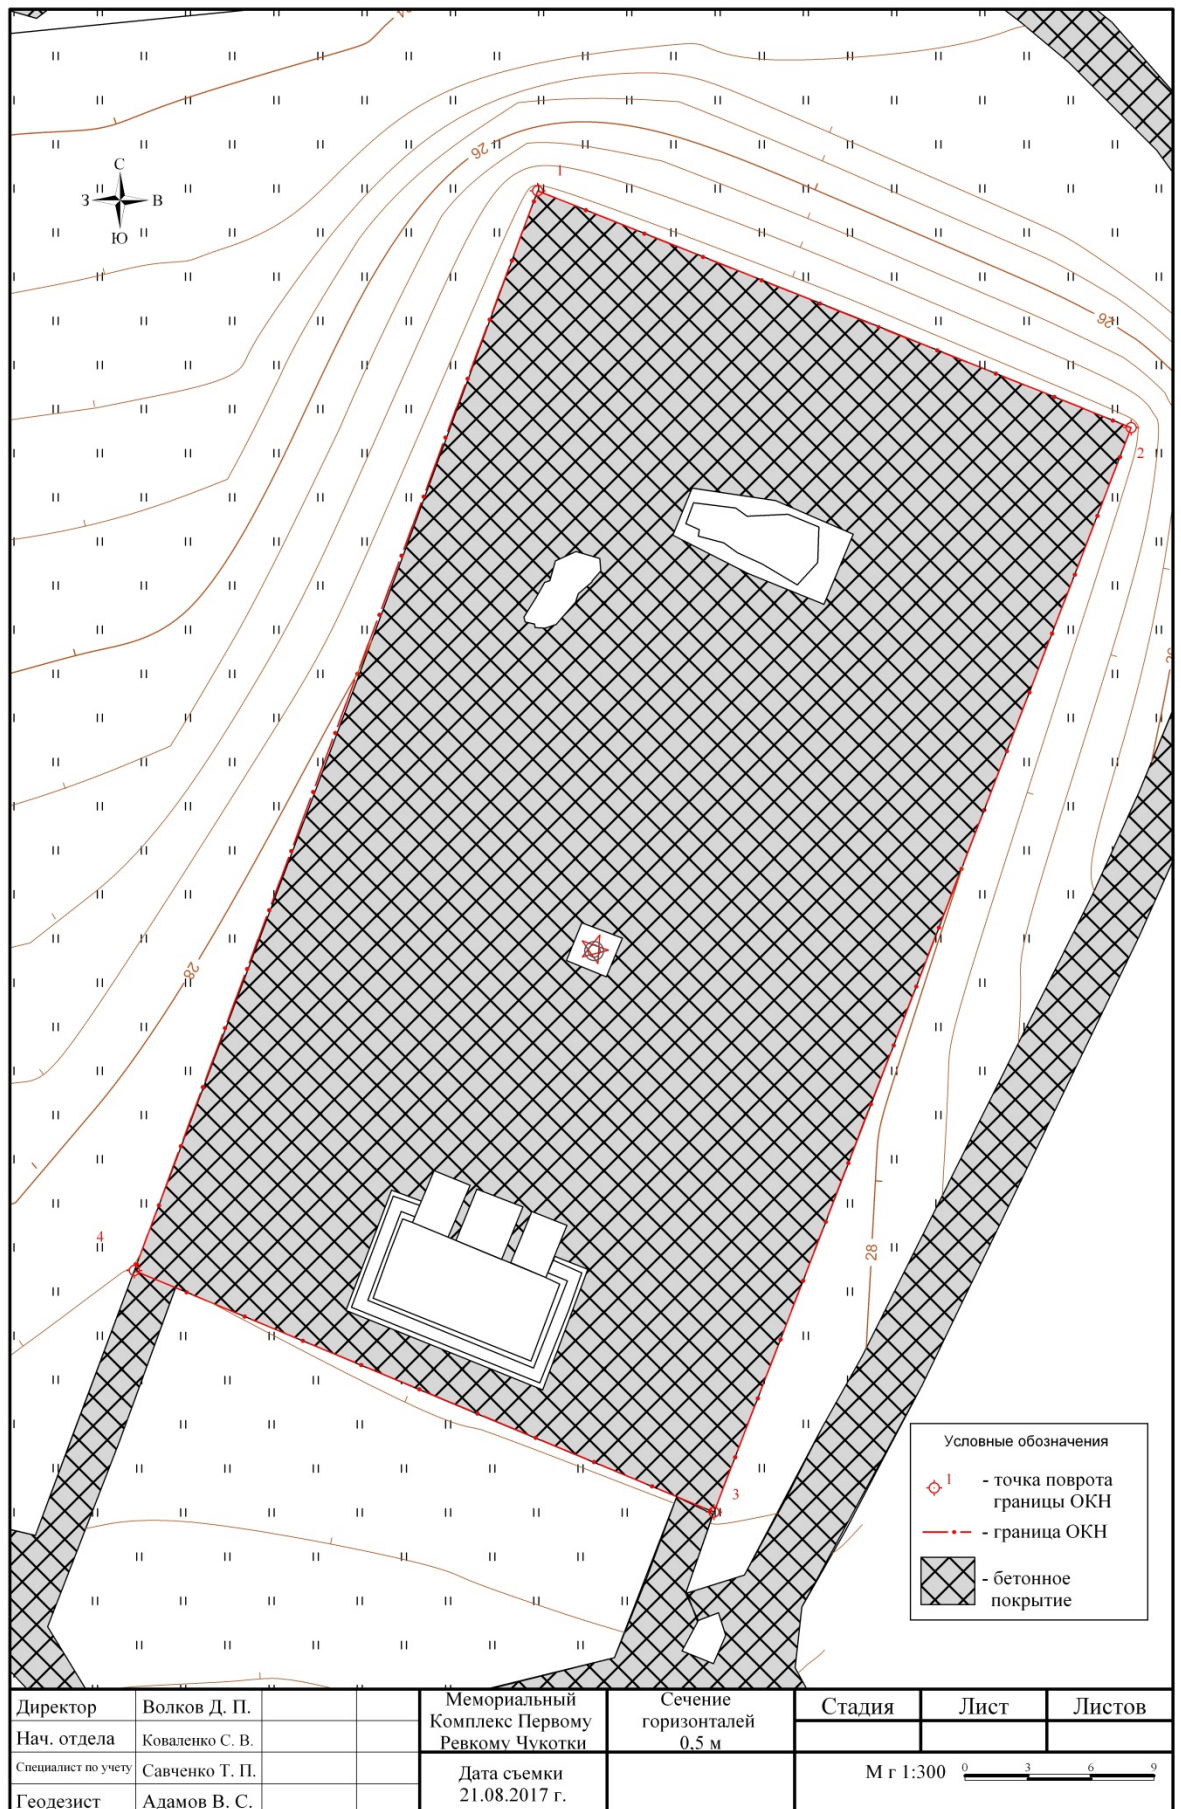 24
26
1
С
З В
Ю
26
2
26
28
4
28
3
Условные обозначения
1 - точка поврота
границы ОКН
- граница ОКН
- бетонное
покрытие
Директор Волков Д. П.
Нач. отдела Коваленко С. В.
Специалист по учету Савченко Т. П.
Геодезист Адамов В. С.
Мемориальный
Комплекс Первому
Ревкому Чукотки
Дата съемки
21.08.2017 г.
Сечение
горизонталей
0,5 м
Стадия Лист Листов
М г 1:300 0 3 6 9